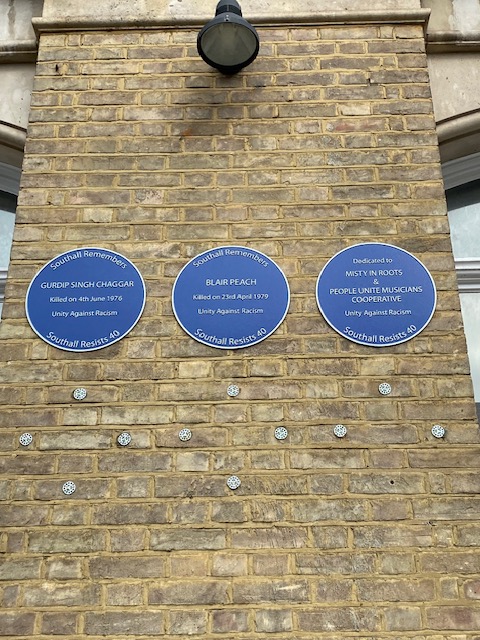 Southall Remembers
GURDIP SINGH CHAGGAR
Killed on 4th June 1976
Unity Against Racism
Southall Resists 40
Southall Remembers
BLAIR PEACH
Killed on 23rd April 1979
Unity Against Racism
Southall Resists 40
Dedicated to
MISTY IN ROOTS
&
PEOPLE UNITE MUSICIANS
COOPERATIVE
Unity Against Racism
Southall Resists 40